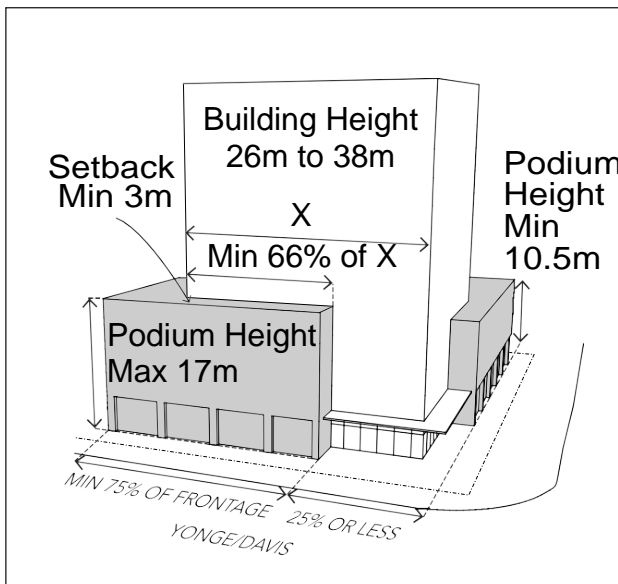 Building Height
26m to 38m
Setback
Min 3m
Podium
Height
Min
10.5m
X
Min 66% of X
Podium Height
Max 17m
MIN 75% OF FRONTAGE
25% OR LESS
YONGE/DAVIS